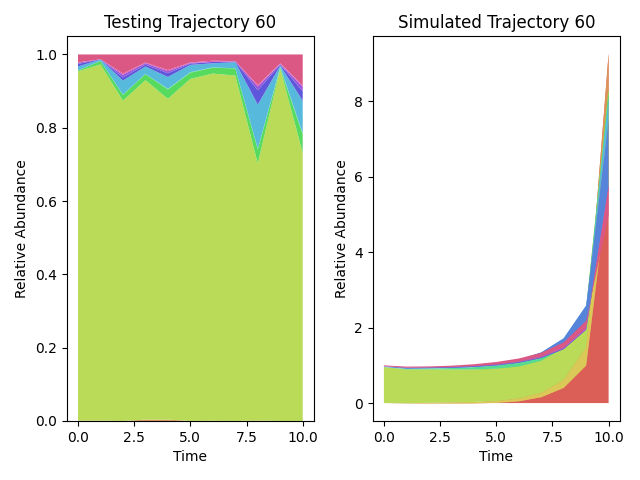 Testing Trajectory 60
Relative Abundance
1.0
0.8
0.6
0.4
0.2
0.0
0.0 2.5 5.0 7.5 10.0
Time
Simulated Trajectory 60
Relative Abundance
8
6
4
2
0
0.0 2.5 5.0 7.5 10.0
Time